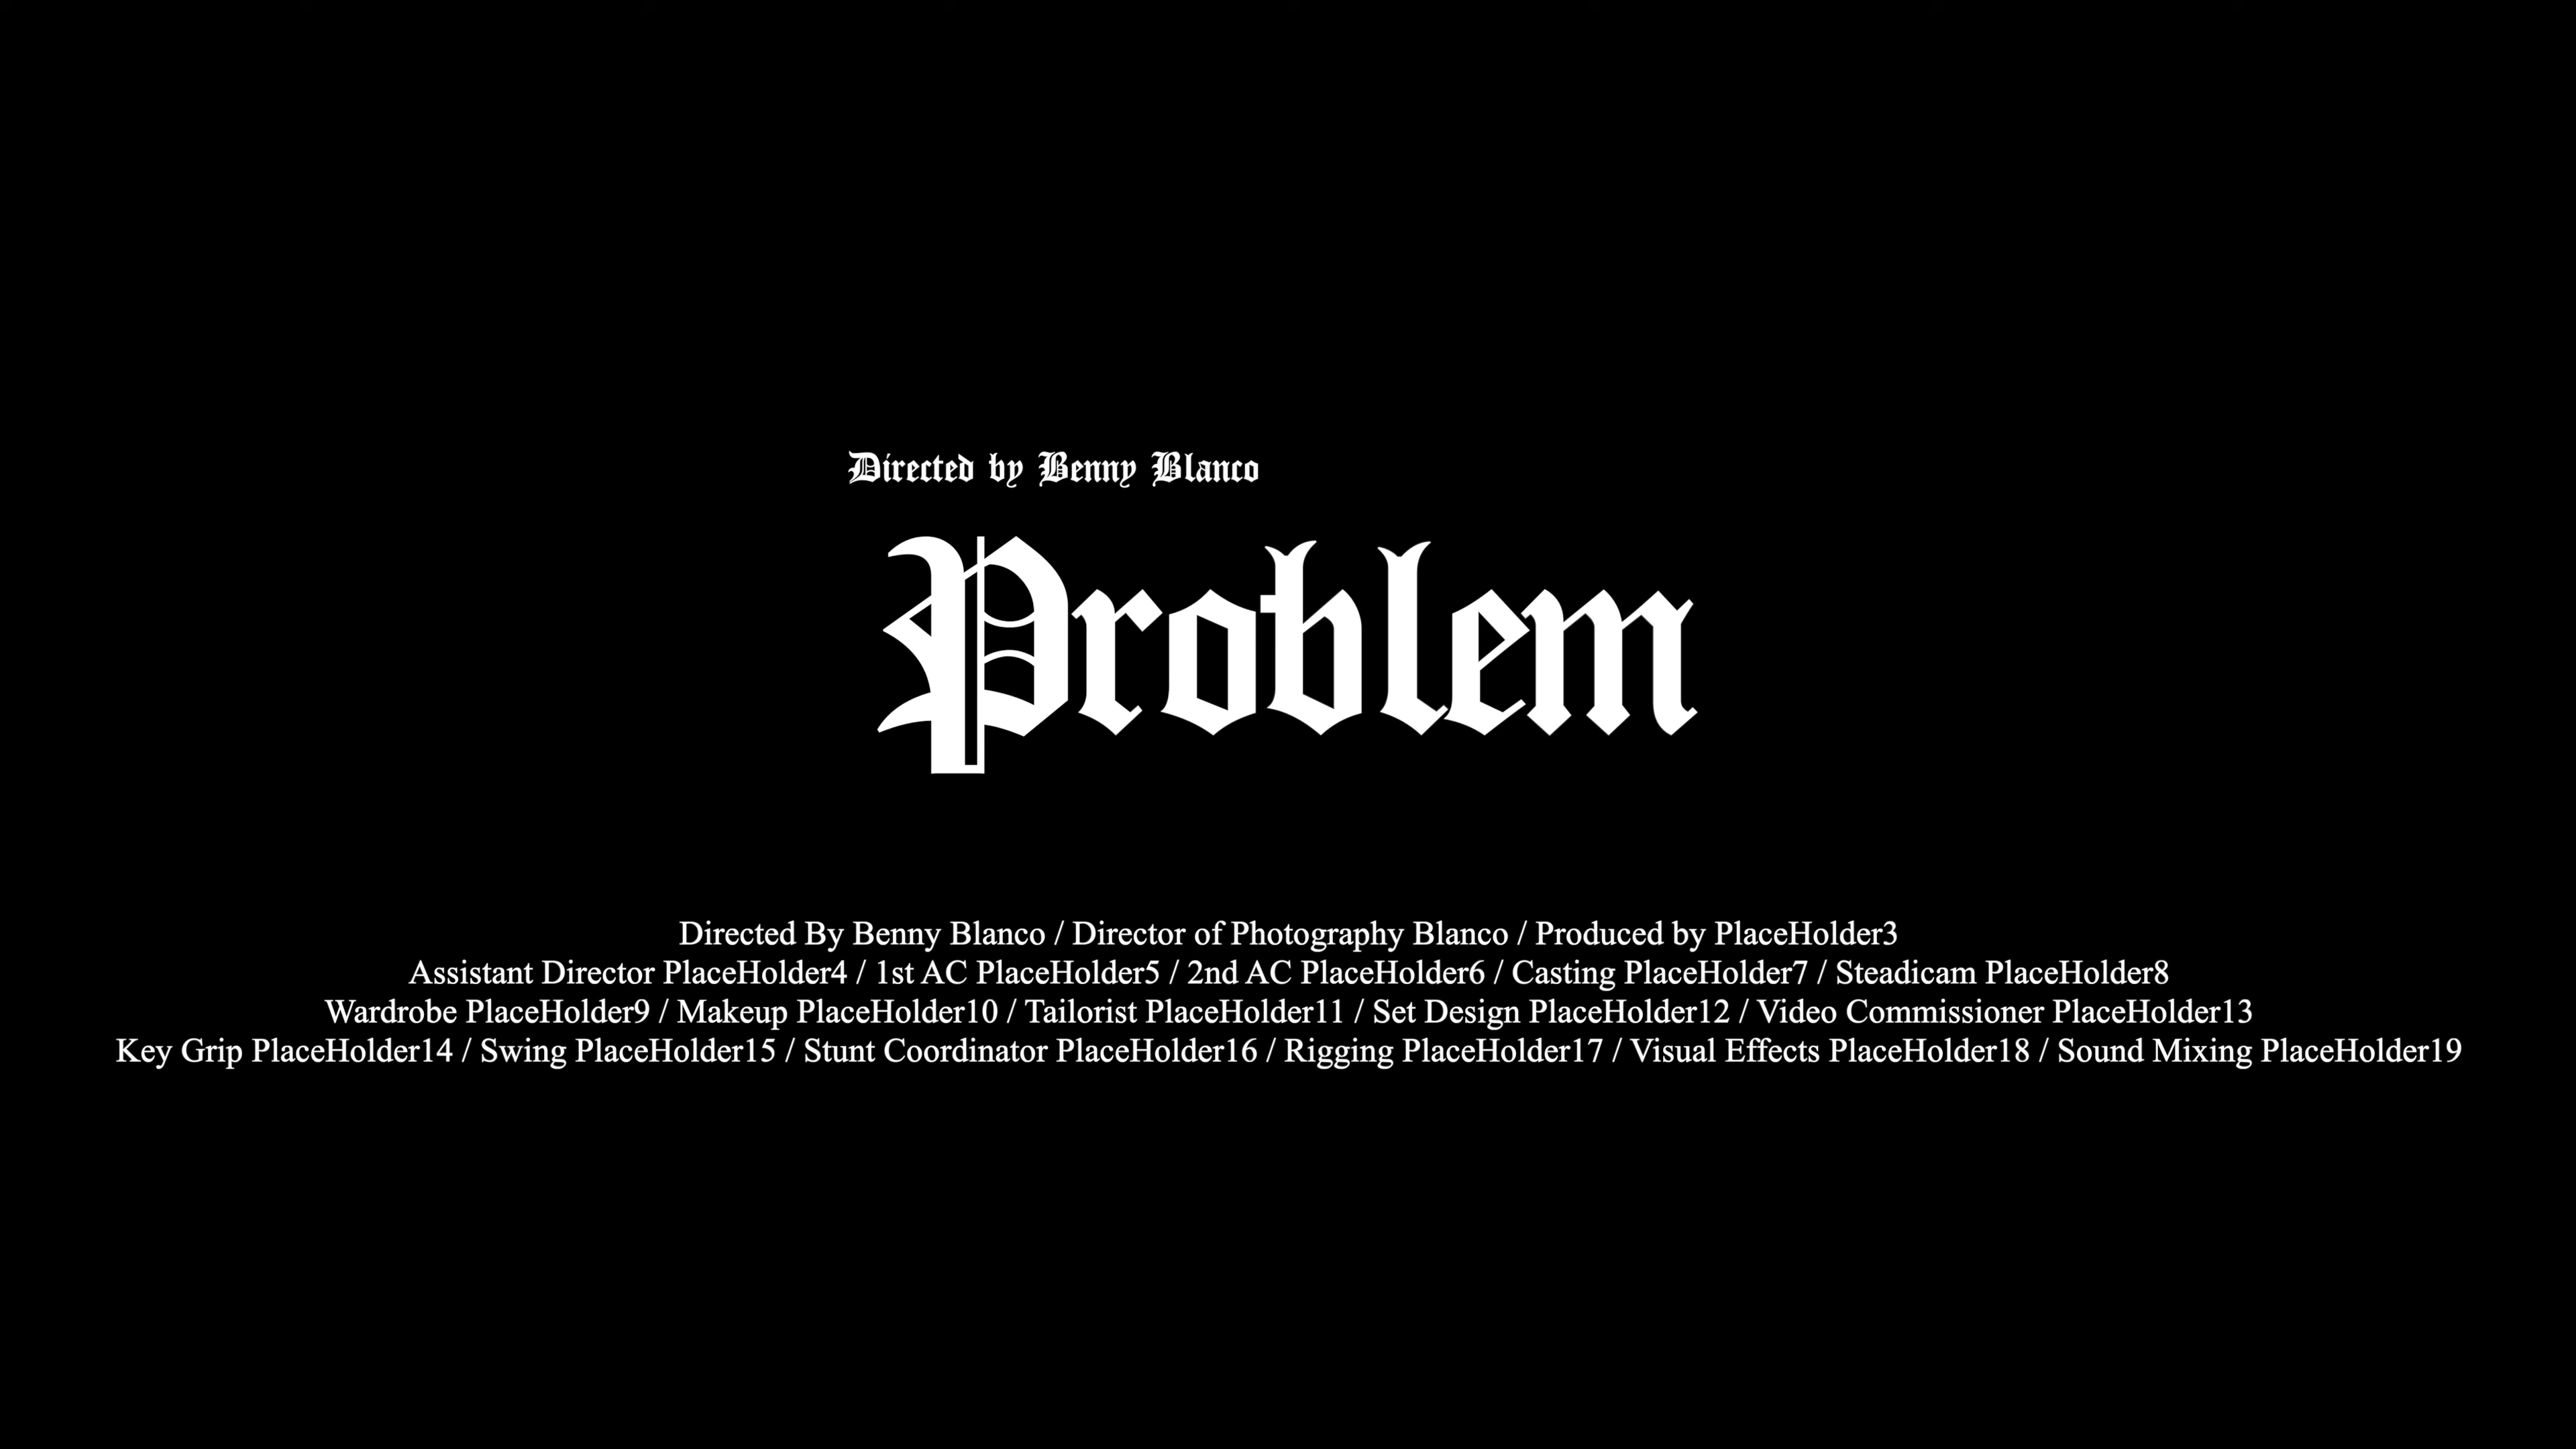 Directed by Benny Blanco
Problem
Directed By Benny Blanco / Director of Photography Blanco / Produced by PlaceHolder3
Assistant Director PlaceHolder4 / 1st AC PlaceHolder5 / 2nd AC PlaceHolder6 / Casting PlaceHolder7 / Steadicam PlaceHolder8
Wardrobe PlaceHolder9 / Makeup PlaceHolder10 / Tailorist PlaceHolder11 / Set Design PlaceHolder12 / Video Commissioner PlaceHolder13
Key Grip PlaceHolder14 / Swing PlaceHolder15 / Stunt Coordinator PlaceHolder16 / Rigging PlaceHolder17 / Visual Effects PlaceHolder18 / Sound Mixing PlaceHolder19